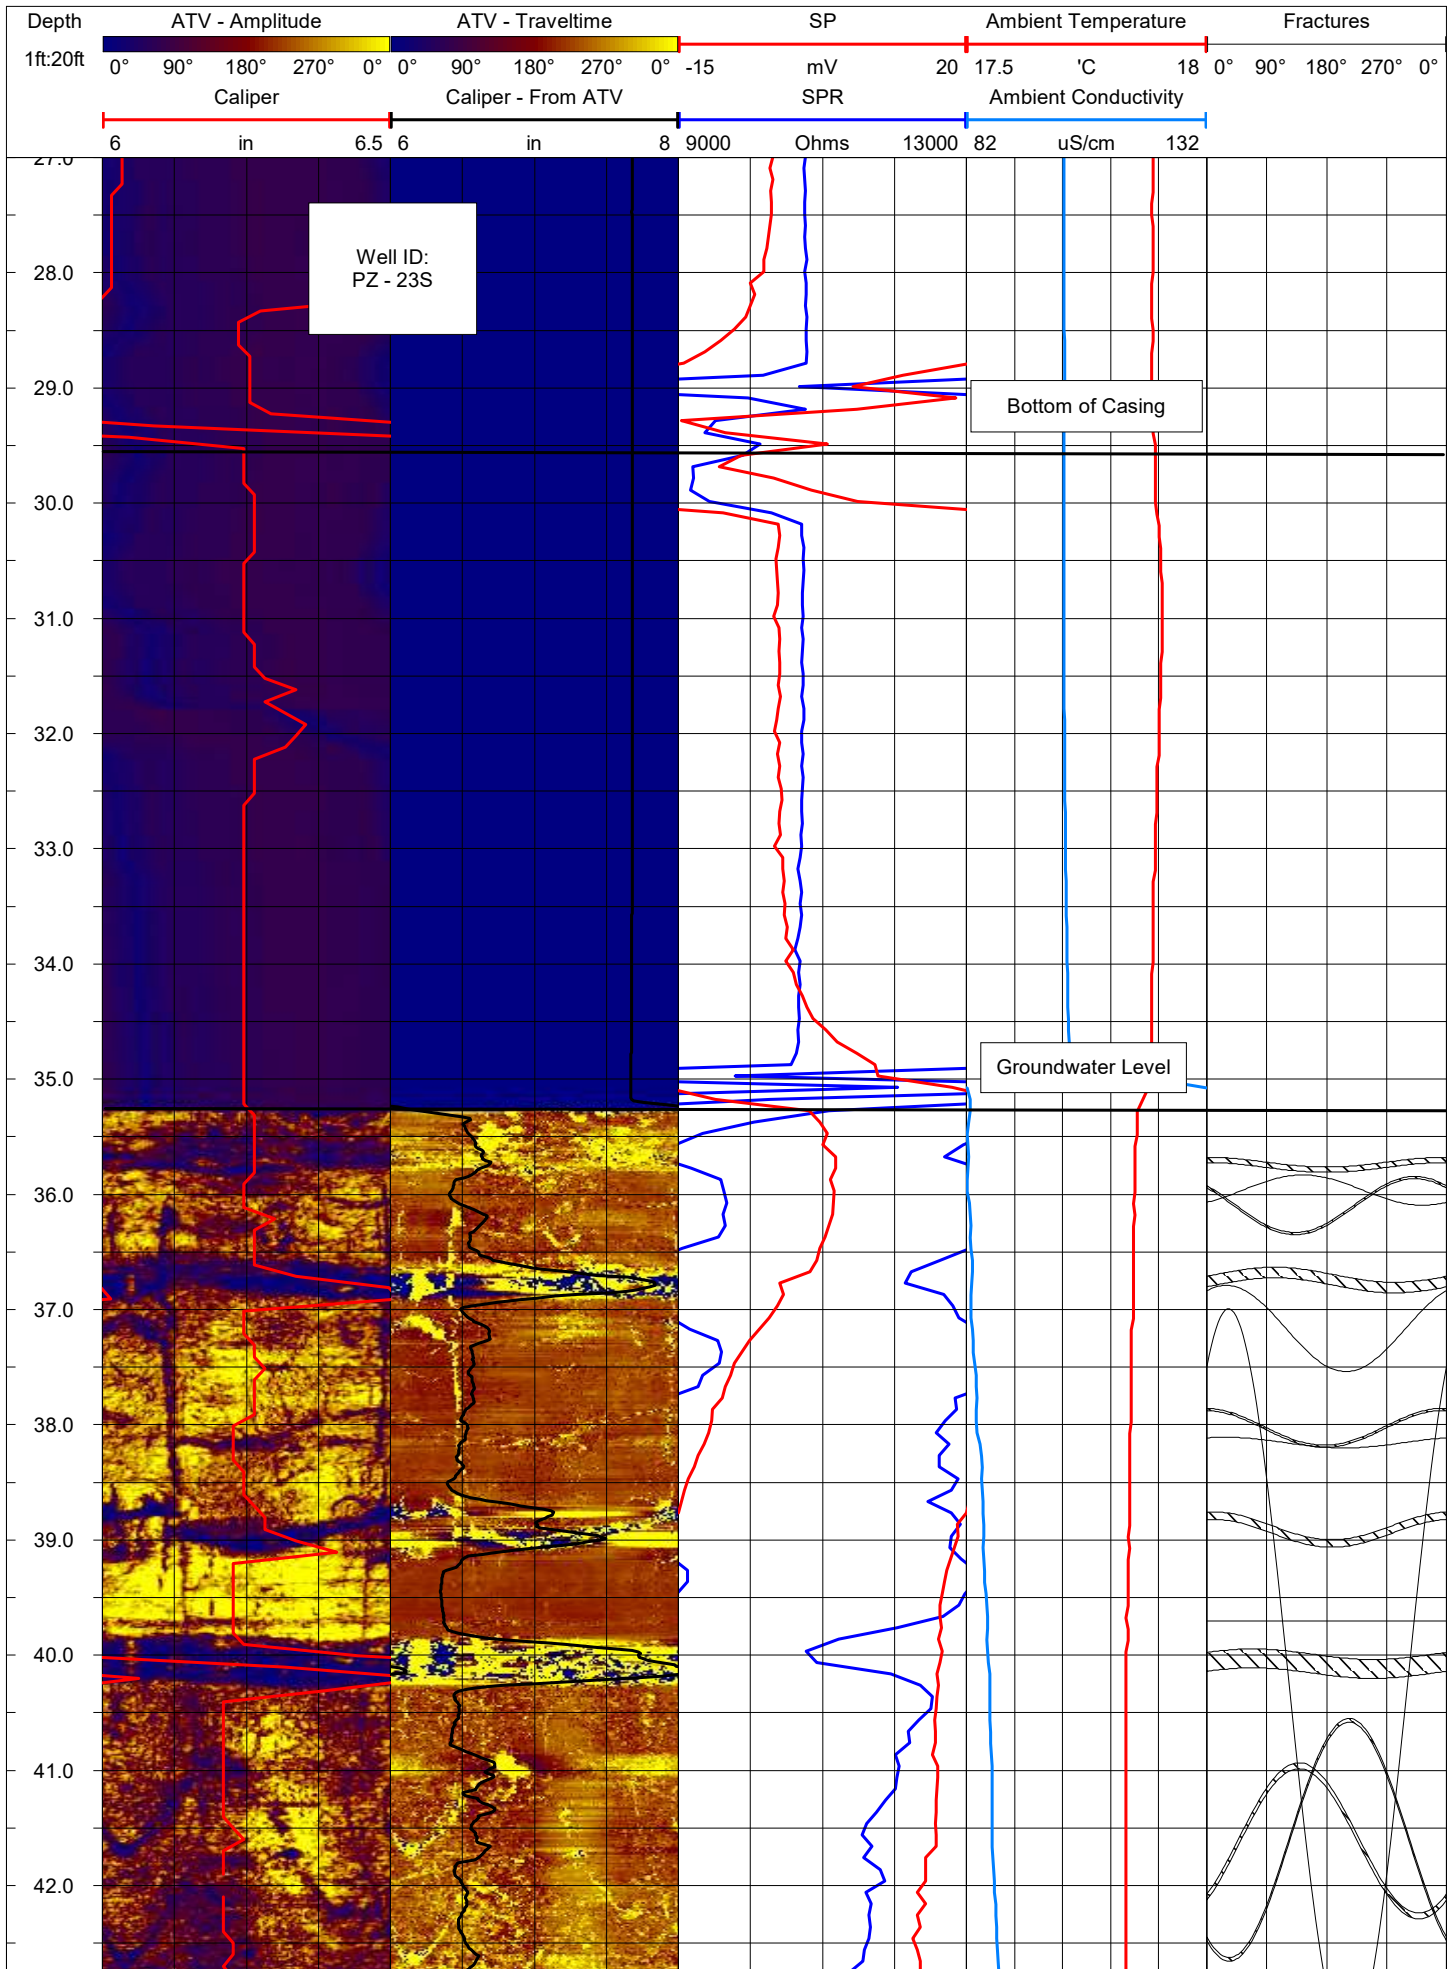 Depth ATV - Amplitude ATV - Traveltime SP Ambient Temperature Fractures
1ft:20ft 0° 90° 180° 270° 0° 0° 90° 180° 270° 0° -15 mV 20 17.5 'C 18 0° 90° 180° 270° 0°
Caliper Caliper - From ATV SPR Ambient Conductivity
6 in 6.5 6 in 8 9000 Ohms 13000 82 uS/cm 132
27.0
Well ID:
PZ - 23S
28.0
29.0
Bottom of Casing
30.0
31.0
32.0
33.0
34.0
Groundwater Level
35.0
36.0
37.0
38.0
39.0
40.0
41.0
42.0